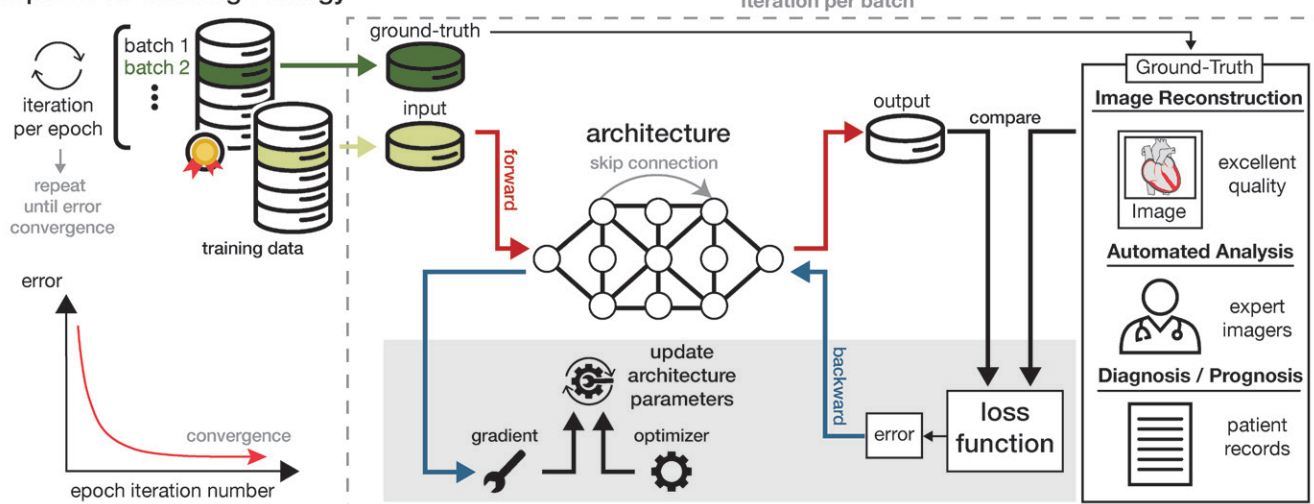 iteration per batch
batch 1
batch 2
iteration
per epoch
repeat
until error
convergence
training data
ground-truth
input
forward
architecture
skip connection
output
compare
Ground-Truth
Image Reconstruction
Image
excellent
quality
Automated Analysis
expert
imagers
Diagnosis / Prognosis
patient
records
error
convergence
epoch iteration number
update
architecture
parameters
gradient
optimizer
backward
error
loss
function